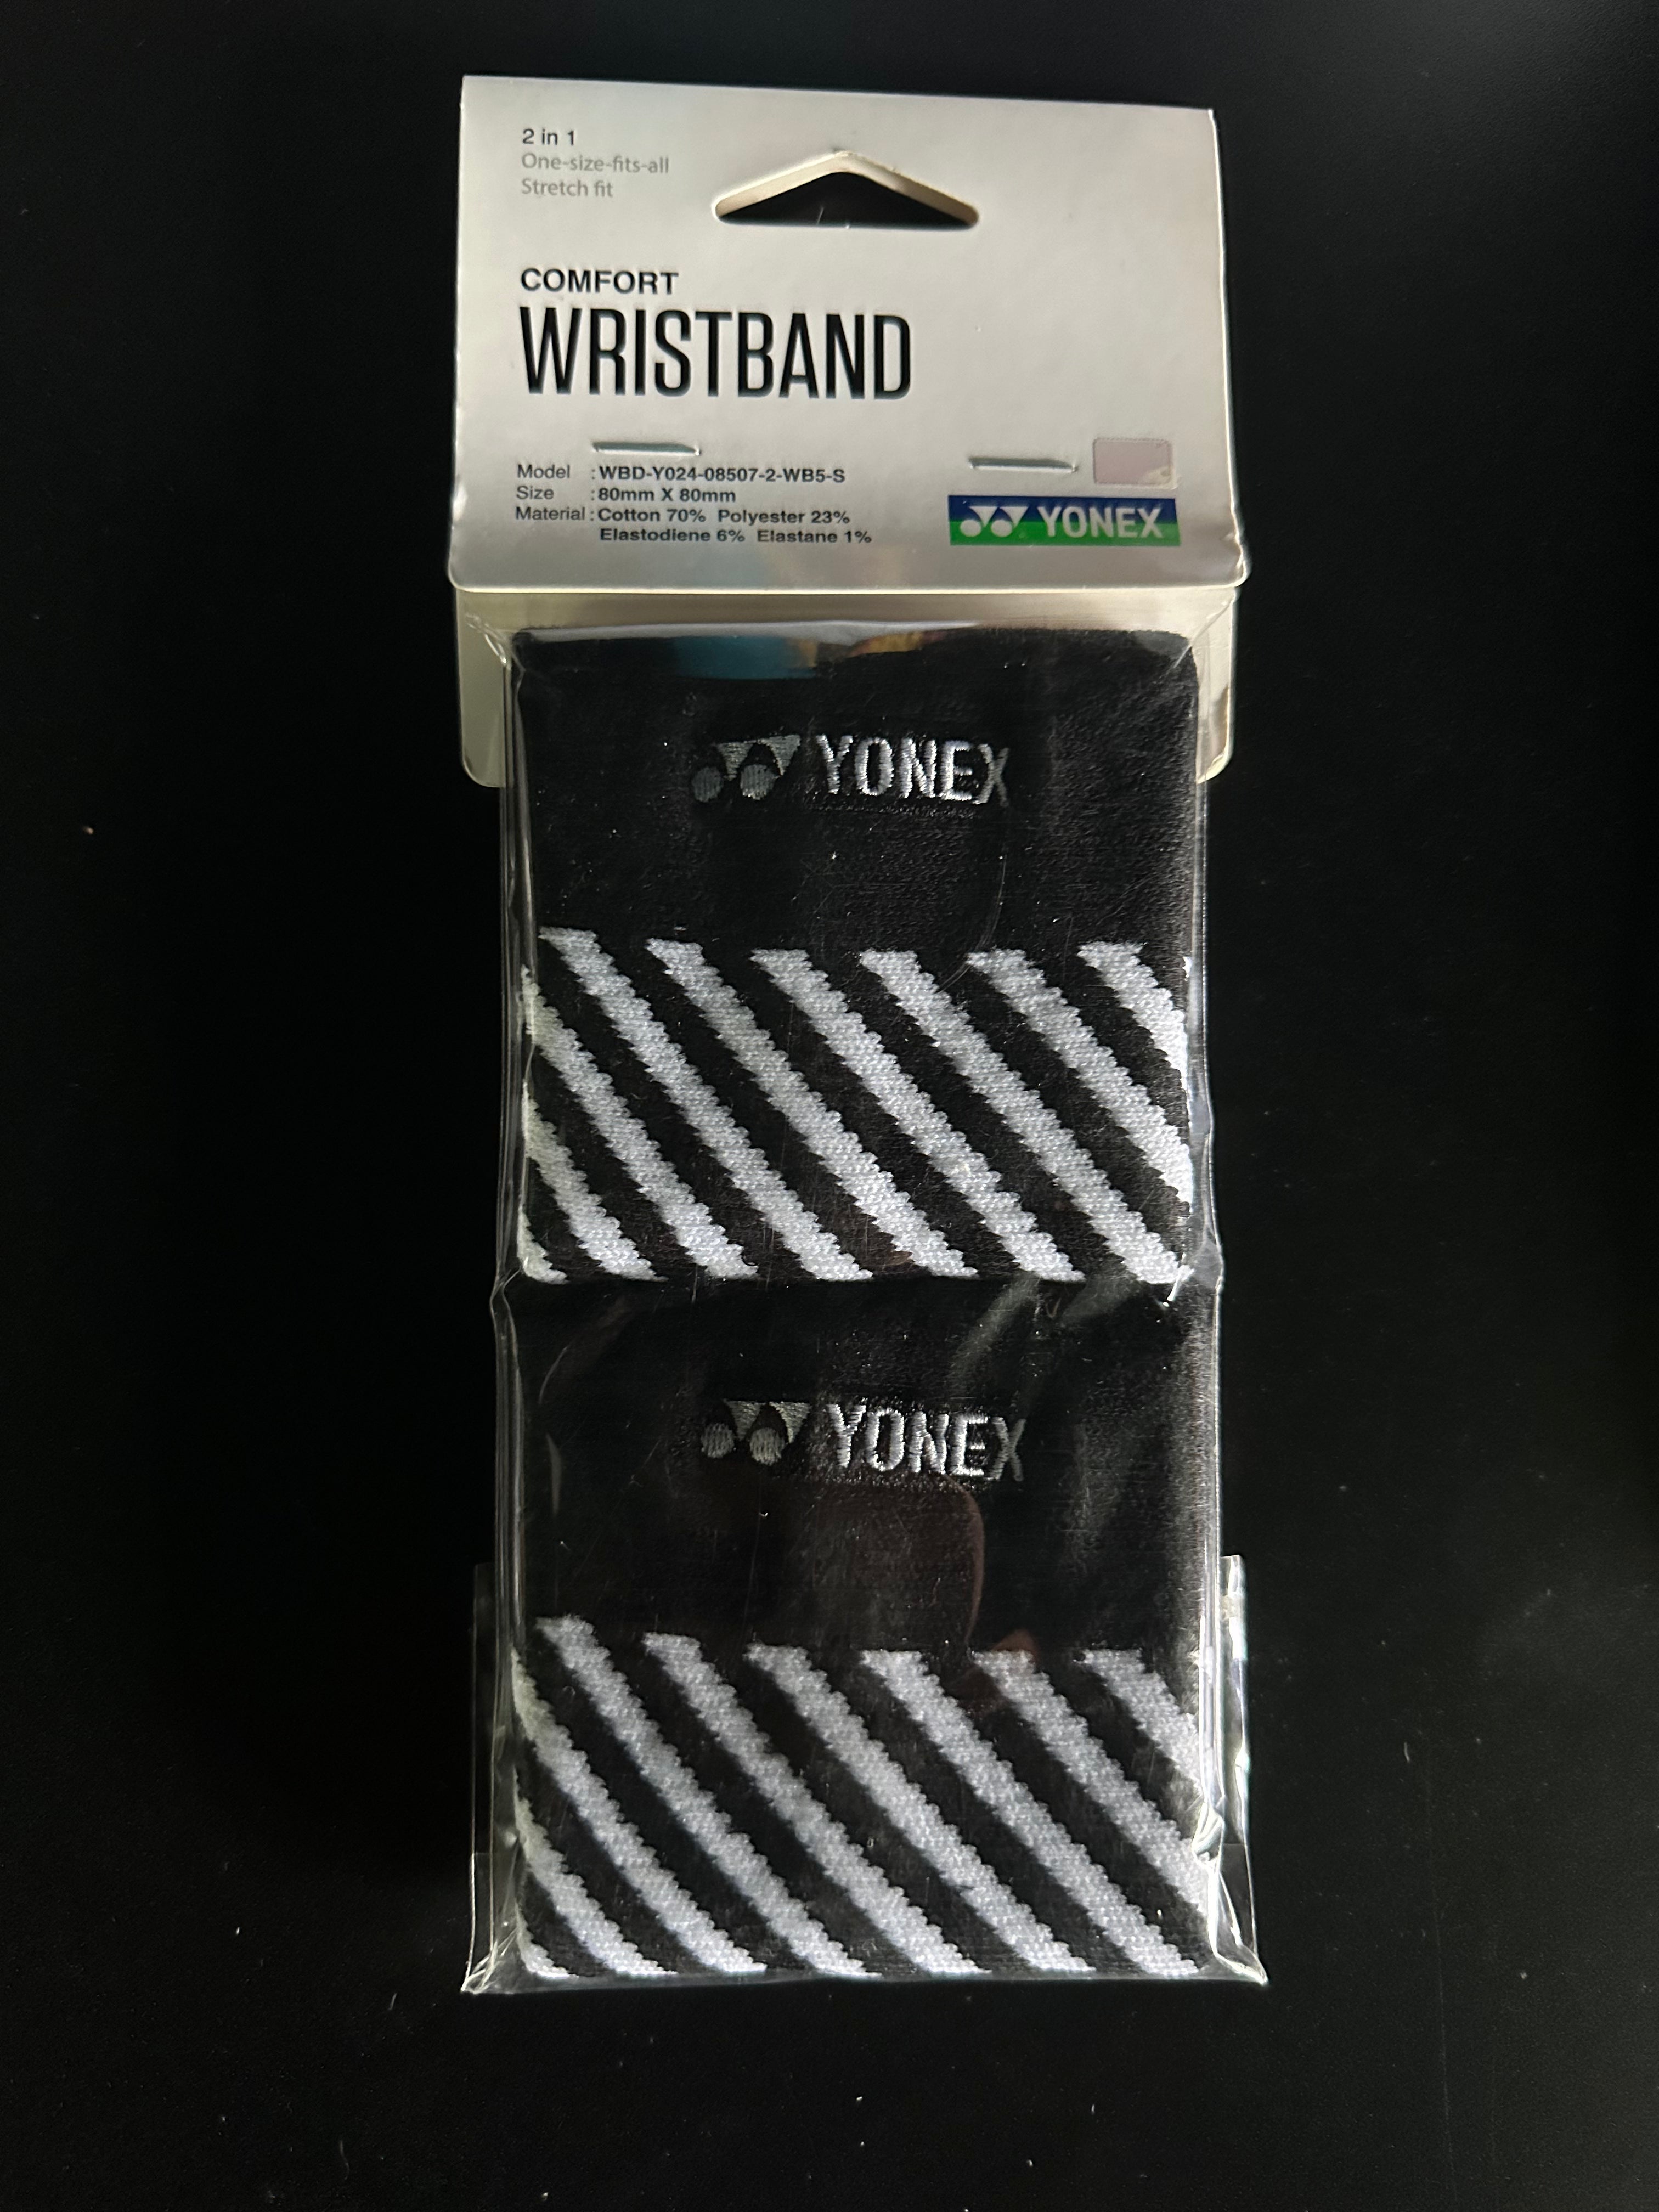 2 in 1
One-size-fits-all
Stretch fit
COMFORT
WRISTBAND
Model : WBD-Y024-08507-2-WB5-S
Size : 80mm X 80mm
Material : Cotton 70% Polyester 23%
Elastodiene 6% Elastane 1%
YONEX
YONEX
YONEX